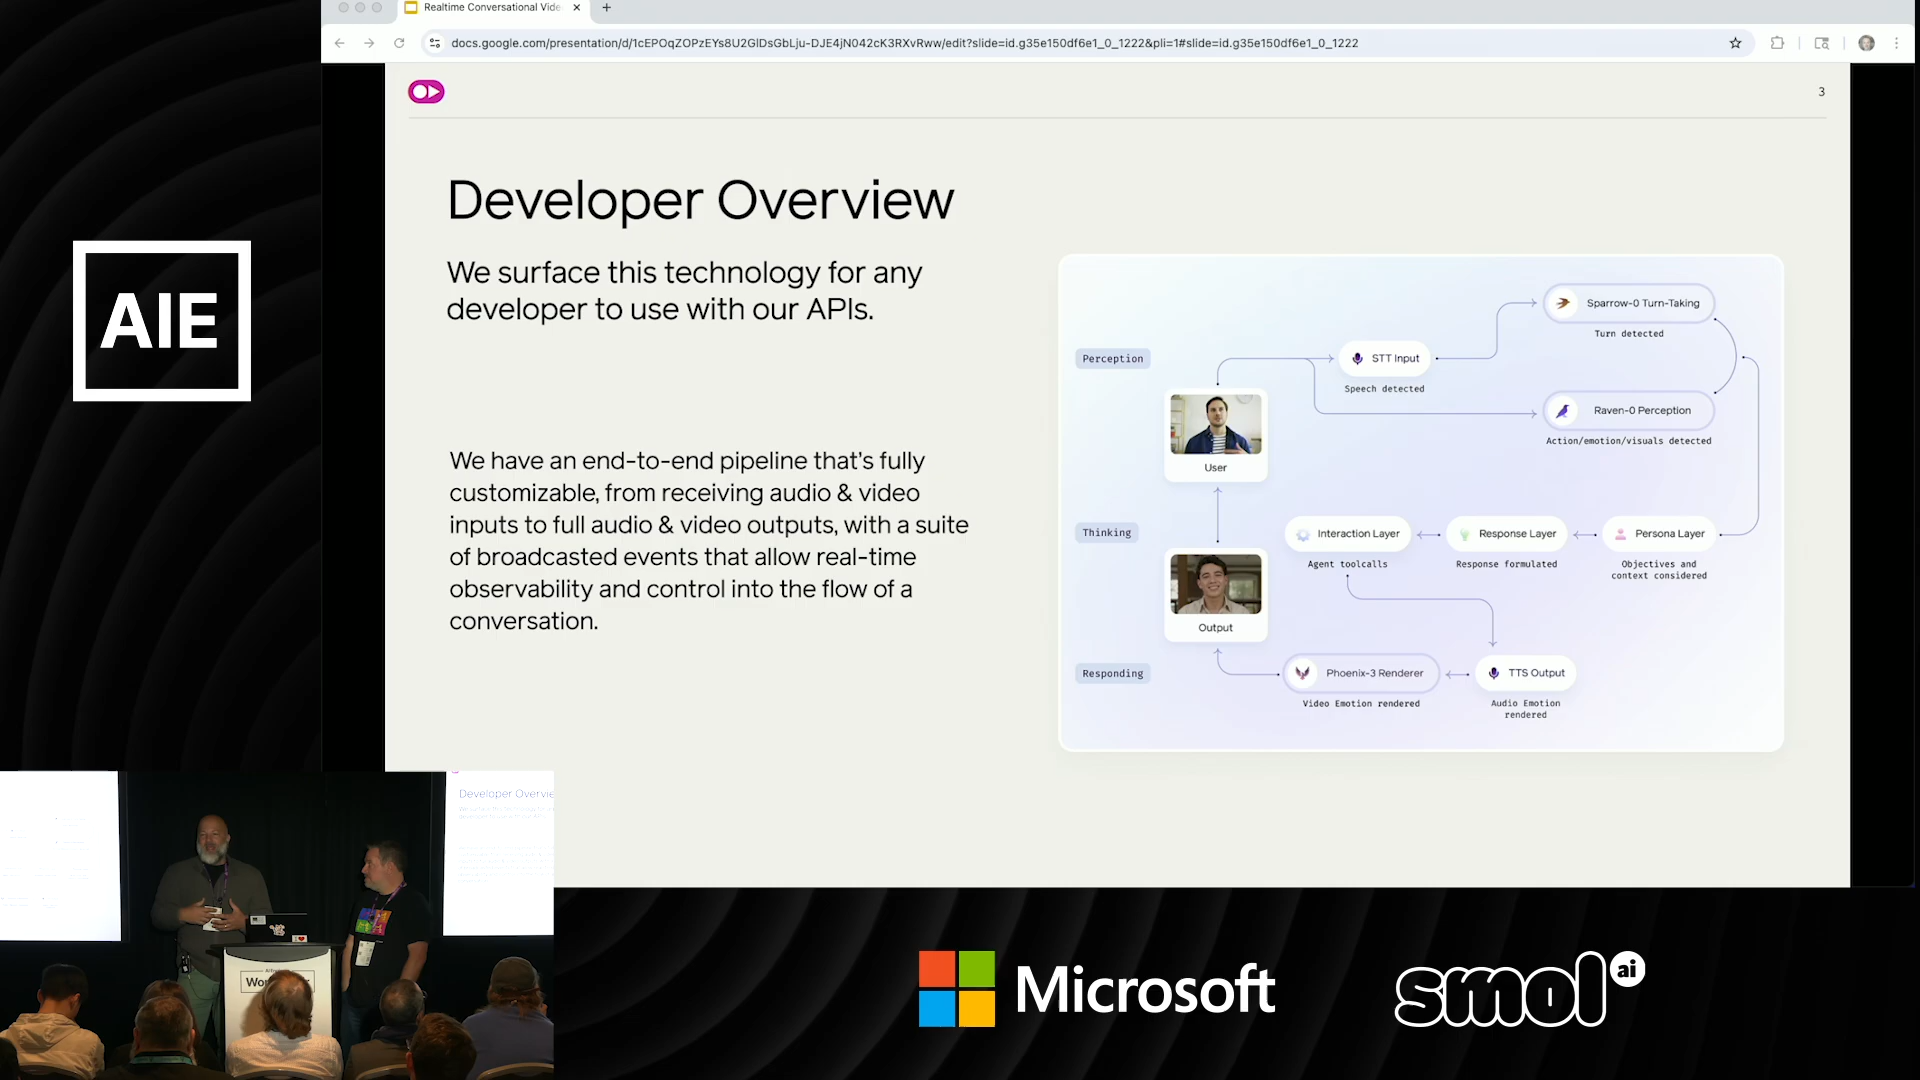 Realtime Conversational Vide
docs.google.com/presentation/d/1cEPOqZOPzEYs8U2GlDsGbLju-DJE4jN042cK3RXvRww/edit?slide=id.g35e150df6e1_0_1222&pli=1#slide=id.g35e150df6e1_0_1222
3
AIE
Developer Overview
We surface this technology for any
developer to use with our APIs.
We have an end-to-end pipeline that's fully
customizable, from receiving audio & video
inputs to full audio & video outputs, with a suite
of broadcasted events that allow real-time
observability and control into the flow of a
conversation.
Perception
STT Input
Speech detected
Sparrow-0 Turn-Taking
Turn detected
Raven-0 Perception
Action/emotion/visuals detected
User
Thinking
Interaction Layer
Agent toolcalls
Response Layer
Response formulated
Persona Layer
Objectives and
context considered
Output
Responding
Phoenix-3 Renderer
Video Emotion rendered
TTS Output
Audio Emotion
rendered
Developer Overvie
Microsoft
smol ai